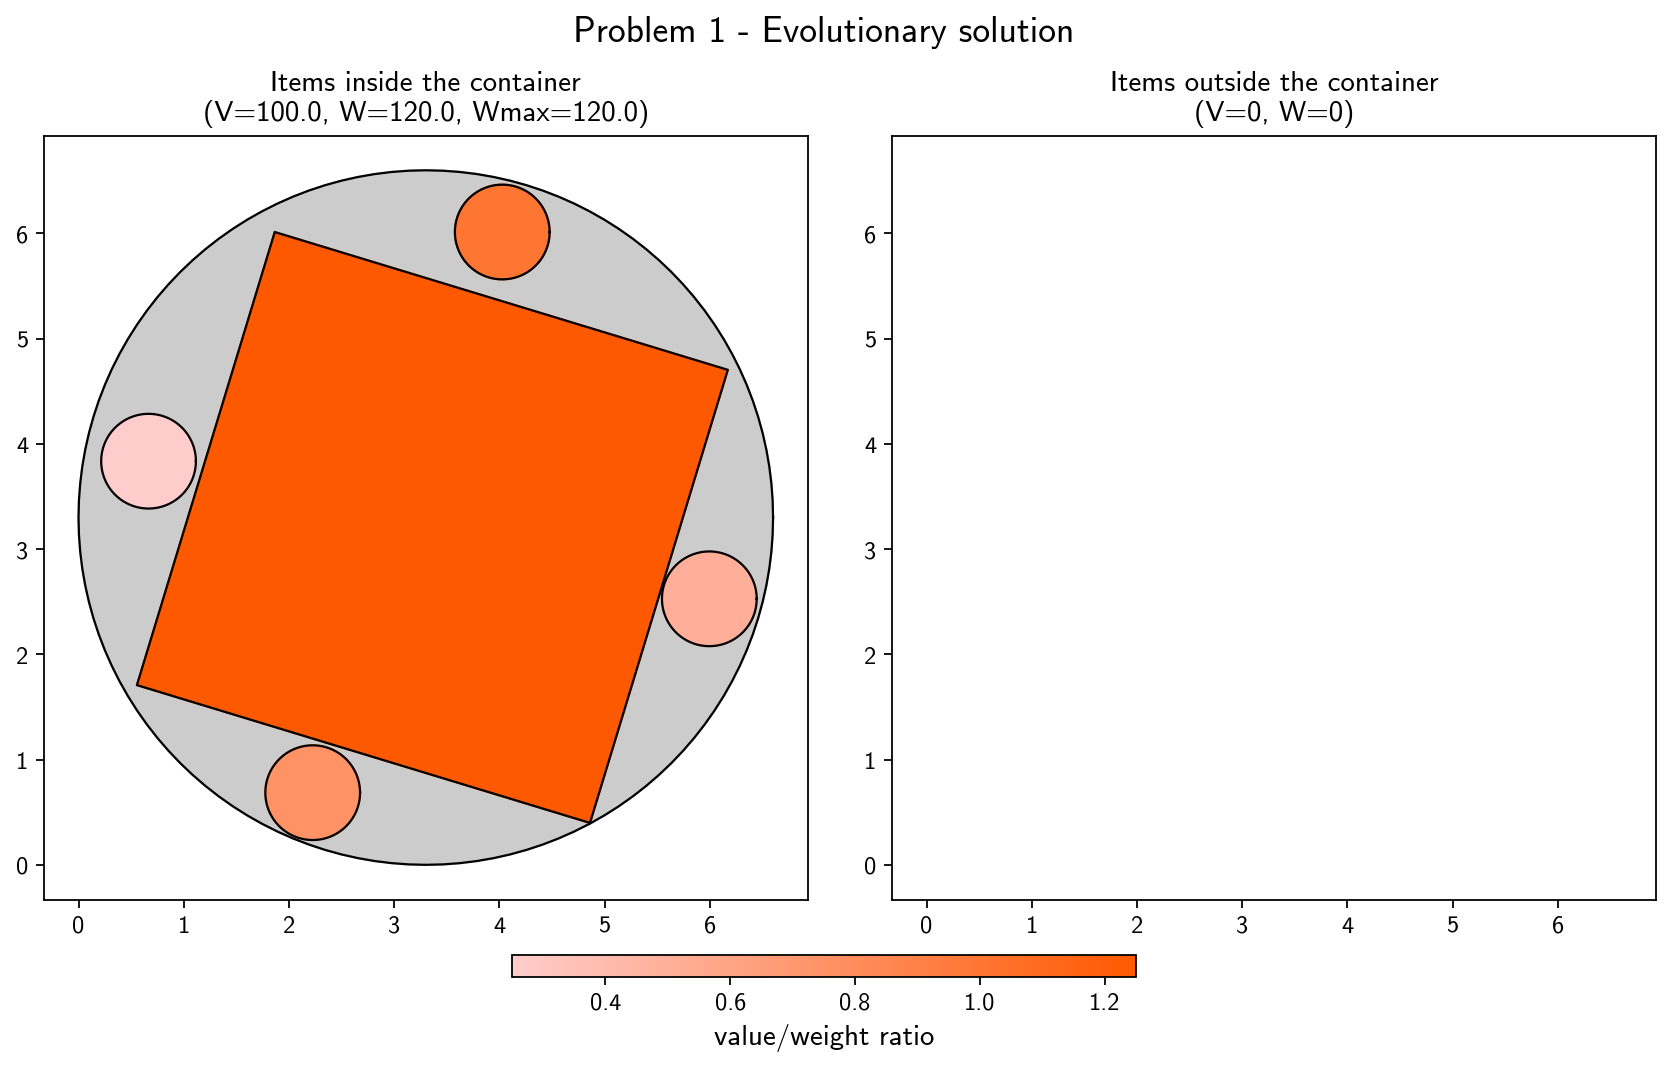 Problem 1 - Evolutionary solution
Items inside the container
(V=100.0, W=120.0, Wmax=120.0)
6
5
4
3
2
1
0
0 1 2 3 4 5 6
Items outside the container
(V=0, W=0)
6
5
4
3
2
1
0
0 1 2 3 4 5 6
0.4 0.6 0.8 1.0 1.2
value/weight ratio